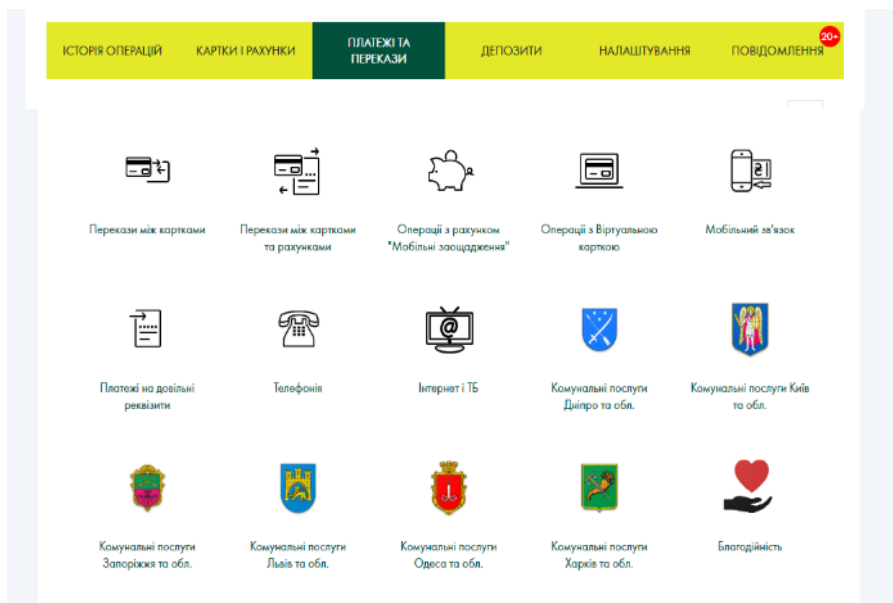 20+
ІСТОРІЯ ОПЕРАЦІЙ
КАРТКИ І РАХУНКИ
ПЛАТЕЖІ ТА
ПЕРЕКАЗИ
ДЕПОЗИТИ
НАЛАШТУВАННЯ
ПОВІДОМЛЕННЯ
Перекази між картками
Перекази між картками
та рахунками
Операції з рахунком
"Мобільні заощадження"
Операції з Віртуальною
карткою
Мобільний зв'язок
Платежі на довільні
реквізити
Телефонія
@
Інтернет і ТБ
Комунальні послуги
Дніпро та обл.
Комунальні послуги Київ
та обл.
Комунальні послуги
Запоріжжя та обл.
Комунальні послуги
Львів та обл.
Комунальні послуги
Одеса та обл.
Комунальні послуги
Харків та обл.
Благодійність